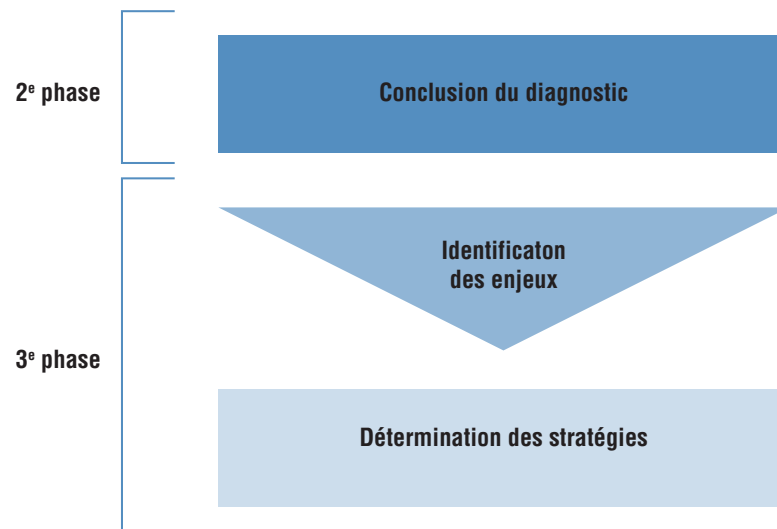 2e phase
Conclusion du diagnostic
3e phase
Identificaton
des enjeux
Détermination des stratégies